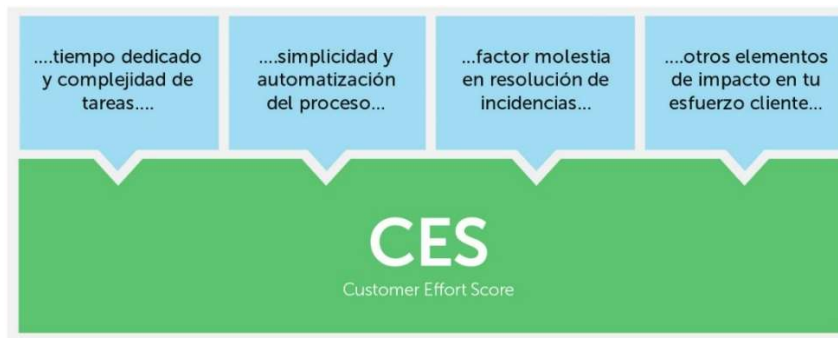 ....tiempo dedicado
y complejidad de
tareas....
....simplicidad y
automatización
del proceso...
...factor molestia
en resolución de
incidencias...
....otros elementos
de impacto en tu
esfuerzo cliente...
CES
Customer Effort Score